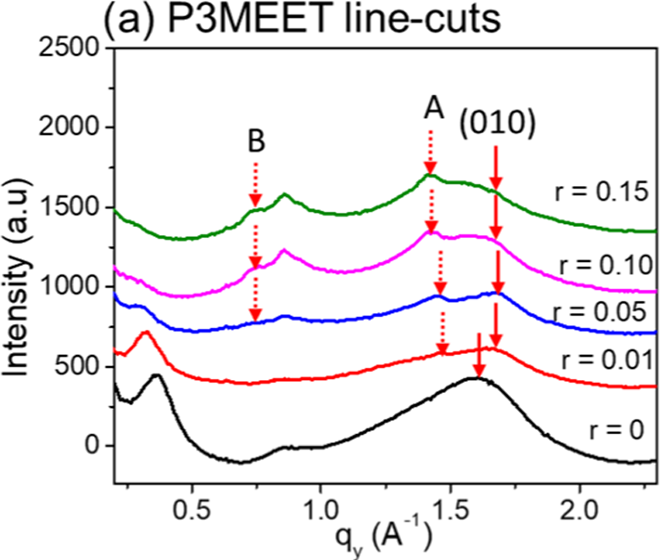 (a) P3MEET line-cuts
2500
2000
1500
1000
500
0
Intensity (a.u)
B
A
(010)
r = 0.15
r = 0.10
r = 0.05
r = 0.01
r = 0
0.5
1.0
1.5
2.0
qy (A-1)